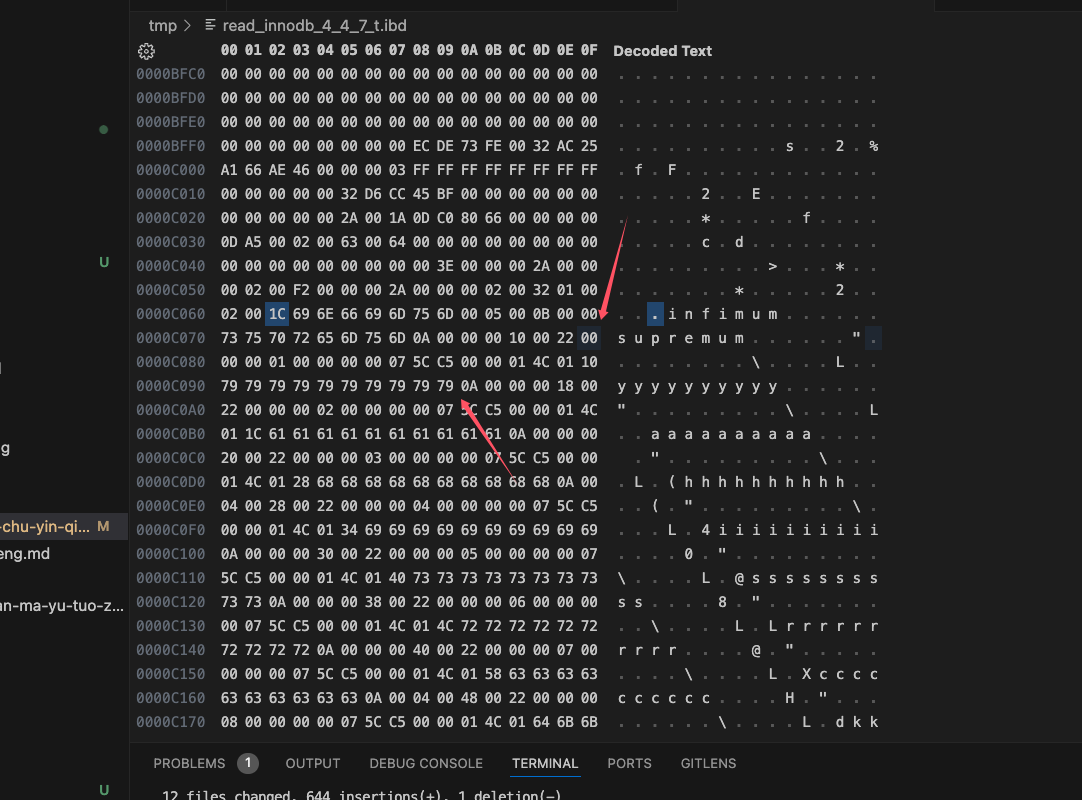 tmp > read_innodb_4_4_7_t.ibd
00 01 02 03 04 05 06 07 08 09 0A 0B 0C 0D 0E 0F Decoded Text
0000BFC0 00 00 00 00 00 00 00 00 00 00 00 00 00 00 00 00 . . . . . . . . . . . . . . . .
0000BFD0 00 00 00 00 00 00 00 00 00 00 00 00 00 00 00 00 . . . . . . . . . . . . . . . .
0000BFE0 00 00 00 00 00 00 00 00 00 00 00 00 00 00 00 00 . . . . . . . . . . . . . . . .
0000BFF0 00 00 00 00 00 00 00 00 EC DE 73 FE 00 32 AC 25 . . . . . . . . . . s . . 2 . %
0000C000 A1 66 AE 46 00 00 00 03 FF FF FF FF FF FF FF FF . f . F . . . . . . . . . . . .
0000C010 00 00 00 00 00 32 D6 CC 45 BF 00 00 00 00 00 00 . . . . . 2 . . E . . . . . . .
0000C020 00 00 00 00 00 2A 00 1A 0D C0 80 66 00 00 00 00 . . . . . * . . . . . f . . . .
0000C030 0D A5 00 02 00 63 00 64 00 00 00 00 00 00 00 00 . . . . . c . d . . . . . . . .
0000C040 00 00 00 00 00 00 00 00 00 3E 00 00 00 2A 00 00 . . . . . . . . . > . . . * . .
0000C050 00 02 00 F2 00 00 00 2A 00 00 00 02 00 32 01 00 . . . . . . . * . . . . . 2 . .
0000C060 02 00 1C 69 6E 66 69 6D 75 6D 00 05 00 0B 00 00 . . . i n f i m u m . . . . . .
0000C070 73 75 70 72 65 6D 75 6D 0A 00 00 00 10 00 22 00 s u p r e m u m . . . . . . " .
0000C080 00 00 01 00 00 00 00 07 5C C5 00 00 01 4C 01 10 . . . . . . . . \ . . . . L . .
0000C090 79 79 79 79 79 79 79 79 79 79 0A 00 00 00 18 00 y y y y y y y y y y . . . . . .
0000C0A0 22 00 00 00 02 00 00 00 00 07 5C C5 00 00 01 4C " . . . . . . . . . \ . . . . L
0000C0B0 01 1C 61 61 61 61 61 61 61 61 61 61 0A 00 00 00 . . a a a a a a a a a a . . . .
0000C0C0 20 00 22 00 00 00 03 00 00 00 00 07 5C C5 00 00 . " . . . . . . . . . \ . . .
0000C0D0 01 4C 01 28 68 68 68 68 68 68 68 68 68 68 0A 00 . L . ( h h h h h h h h h h . .
0000C0E0 04 00 28 00 22 00 00 00 04 00 00 00 00 07 5C C5 . . ( . " . . . . . . . . . \ .
0000C0F0 00 00 01 4C 01 34 69 69 69 69 69 69 69 69 69 69 . . . L . 4 i i i i i i i i i i
0000C100 0A 00 00 00 30 00 22 00 00 00 05 00 00 00 00 07 . . . . 0 . " . . . . . . . . .
0000C110 5C C5 00 00 01 4C 01 40 73 73 73 73 73 73 73 73 \ . . . . L . @ s s s s s s s s
0000C120 73 73 0A 00 00 00 38 00 22 00 00 00 06 00 00 00 s s . . . . 8 . " . . . . . . .
0000C130 00 07 5C C5 00 00 01 4C 01 4C 72 72 72 72 72 72 . . \ . . . . L . L r r r r r r
0000C140 72 72 72 72 0A 00 00 00 40 00 22 00 00 00 07 00 r r r r . . . . @ . " . . . . .
0000C150 00 00 00 07 5C C5 00 00 01 4C 01 58 63 63 63 63 . . . . \ . . . . L . X c c c c
0000C160 63 63 63 63 63 63 0A 00 04 00 48 00 22 00 00 00 c c c c c c . . . . H . " . . .
0000C170 08 00 00 00 00 07 5C C5 00 00 01 4C 01 64 6B 6B . . . . . . \ . . . . L . d k k
U
g
-chu-yin-qi... M
eng.md
an-ma-yu-tuo-z...
U
PROBLEMS 1 OUTPUT DEBUG CONSOLE TERMINAL PORTS GITLENS
12 files changed, 644 insertions(+), 1 deletion(-)